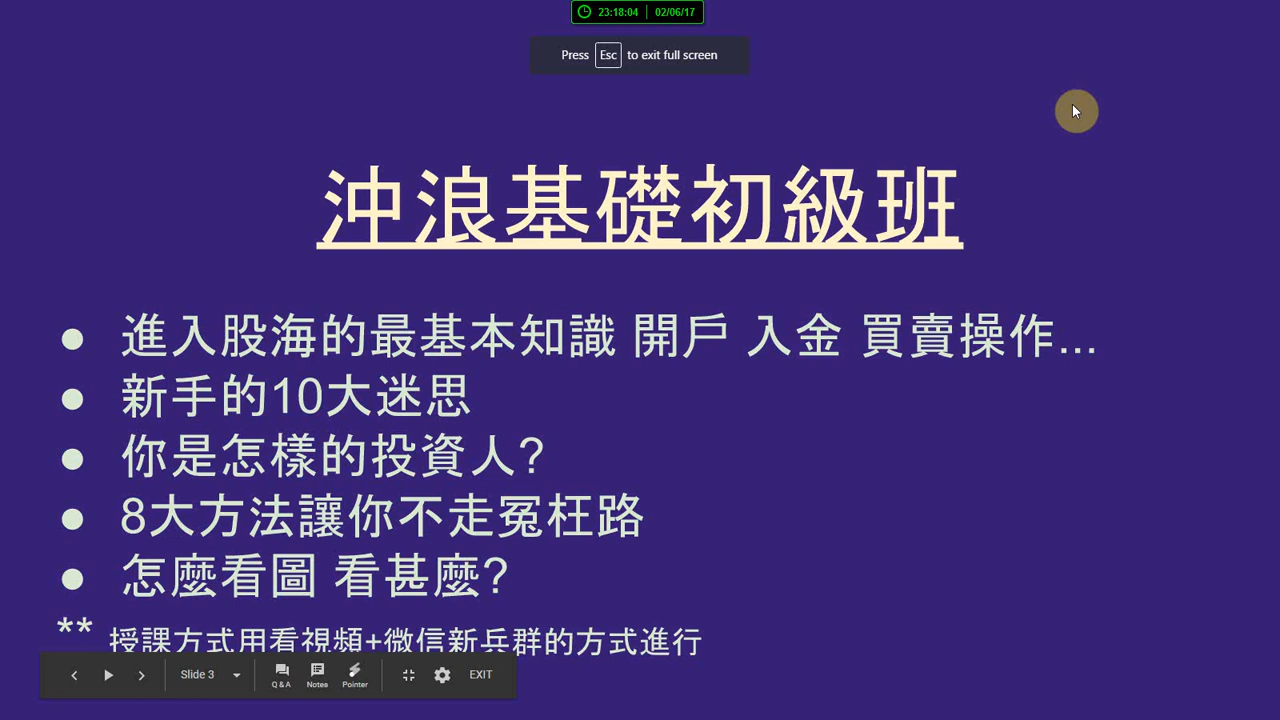 23:18:04 02/06/17
Press Esc to exit full screen
沖浪基礎初級班
● 進入股海的最基本知識 開戶 入金 買賣操作...
● 新手的10大迷思
● 你是怎樣的投資人?
● 8大方法讓你不走冤枉路
● 怎麼看圖 看甚麼?
** 授課方式用看視頻+微信新兵群的方式進行
Slide 3 Q & A Notes Pointer EXIT